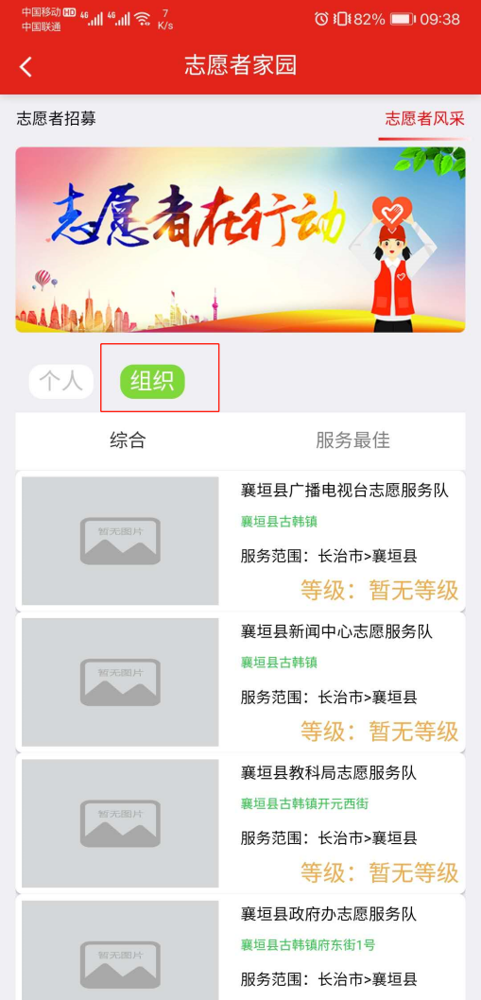 中国移动 HD 4G 4G 7 82% 09:38
中国联通 K/s
志愿者家园
志愿者招募 志愿者风采
志愿者在行动
个人 组织
综合 服务最佳
暂无图片
襄垣县广播电视台志愿服务队
襄垣县古韩镇
服务范围：长治市>襄垣县
等级：暂无等级
暂无图片
襄垣县新闻中心志愿服务队
襄垣县古韩镇
服务范围：长治市>襄垣县
等级：暂无等级
暂无图片
襄垣县教科局志愿服务队
襄垣县古韩镇开元西街
服务范围：长治市>襄垣县
等级：暂无等级
暂无图片
襄垣县政府办志愿服务队
襄垣县古韩镇府东街1号
服务范围：长治市>襄垣县